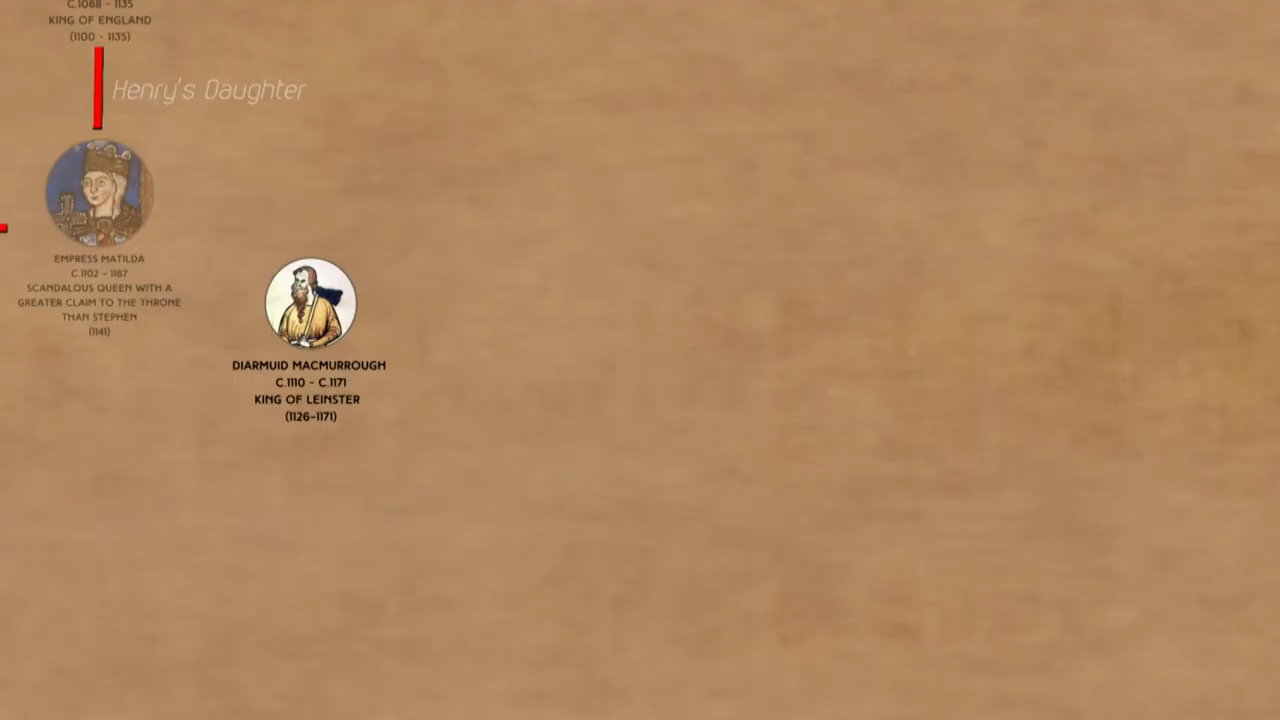 C.1068 - 1135
KING OF ENGLAND
(1100 - 1135)
Henry's Daughter
EMPRESS MATILDA
C.1102 - 1167
SCANDALOUS QUEEN WITH A
GREATER CLAIM TO THE THRONE
THAN STEPHEN
(1141)
DIARMUID MACMURROUGH
C.1110 - C.1171
KING OF LEINSTER
(1126-1171)